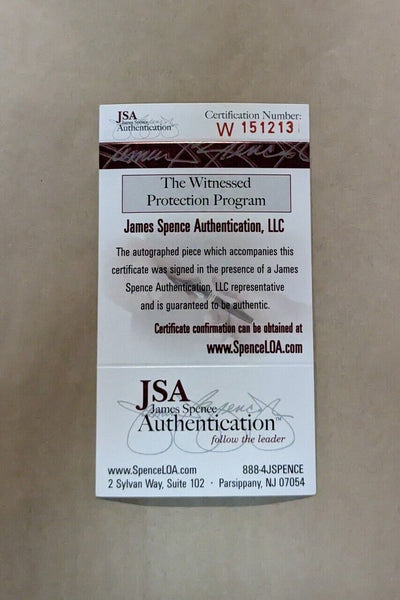 JSA
James Spence
Authentication
Certification Number:
W 151213
The Witnessed
Protection Program
James Spence Authentication, LLC
The autographed piece which accompanies this
certificate was signed in the presence of a James
Spence Authentication, LLC representative
and is guaranteed to be authentic.
Certificate confirmation can be obtained at
www.SpenceLOA.com
JSA
James Spence
Authentication™
follow the leader
www.SpenceLOA.com 888-4JSPENCE
2 Sylvan Way, Suite 102 · Parsippany, NJ 07054